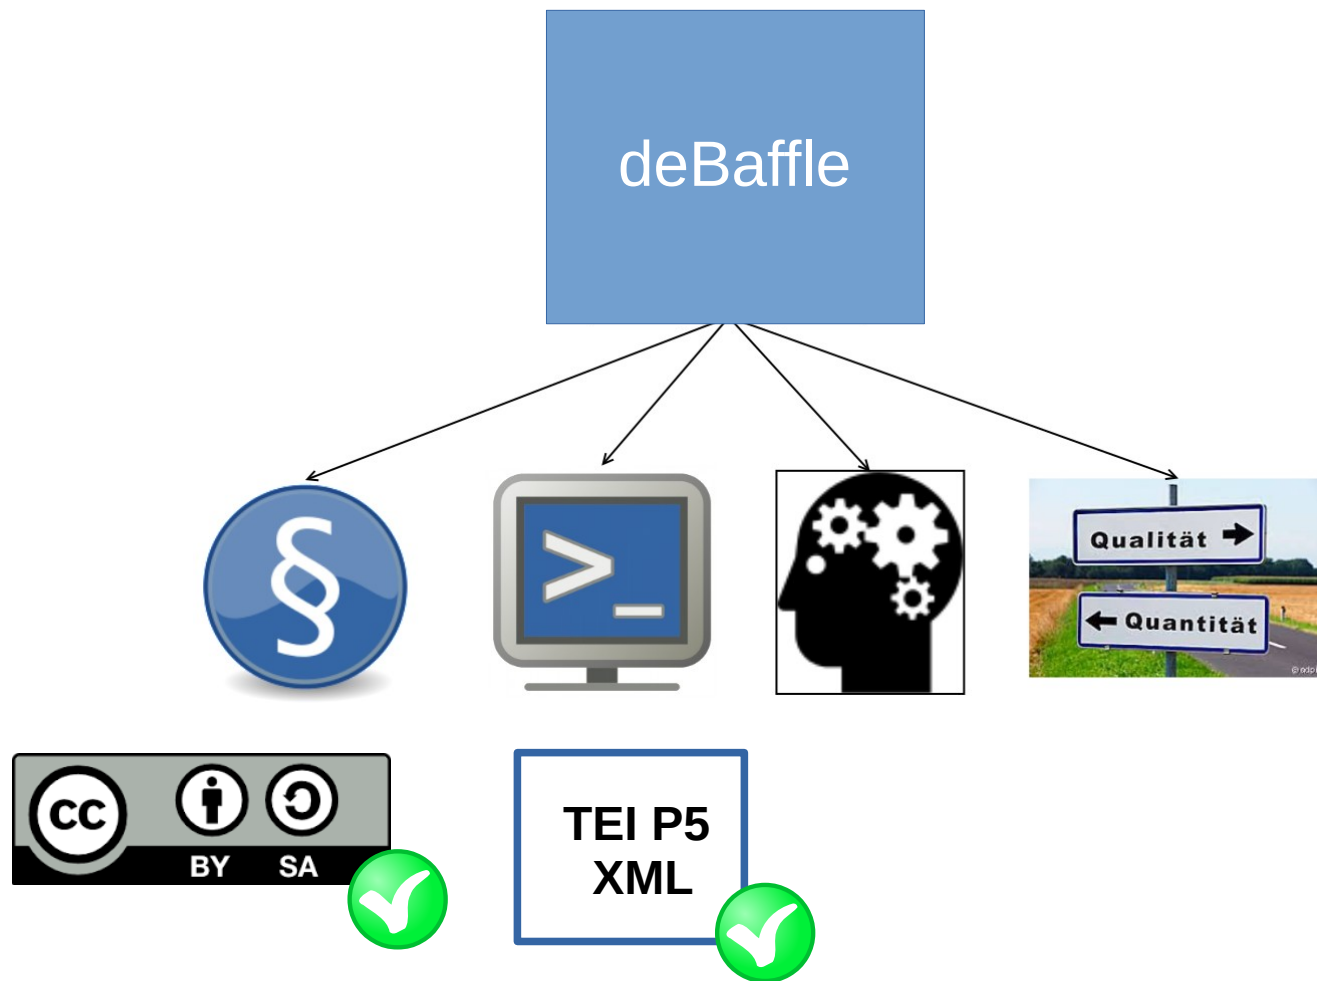 deBaffle
§
>_
Qualität
Quantität
cc
BY SA
TEI P5
XML